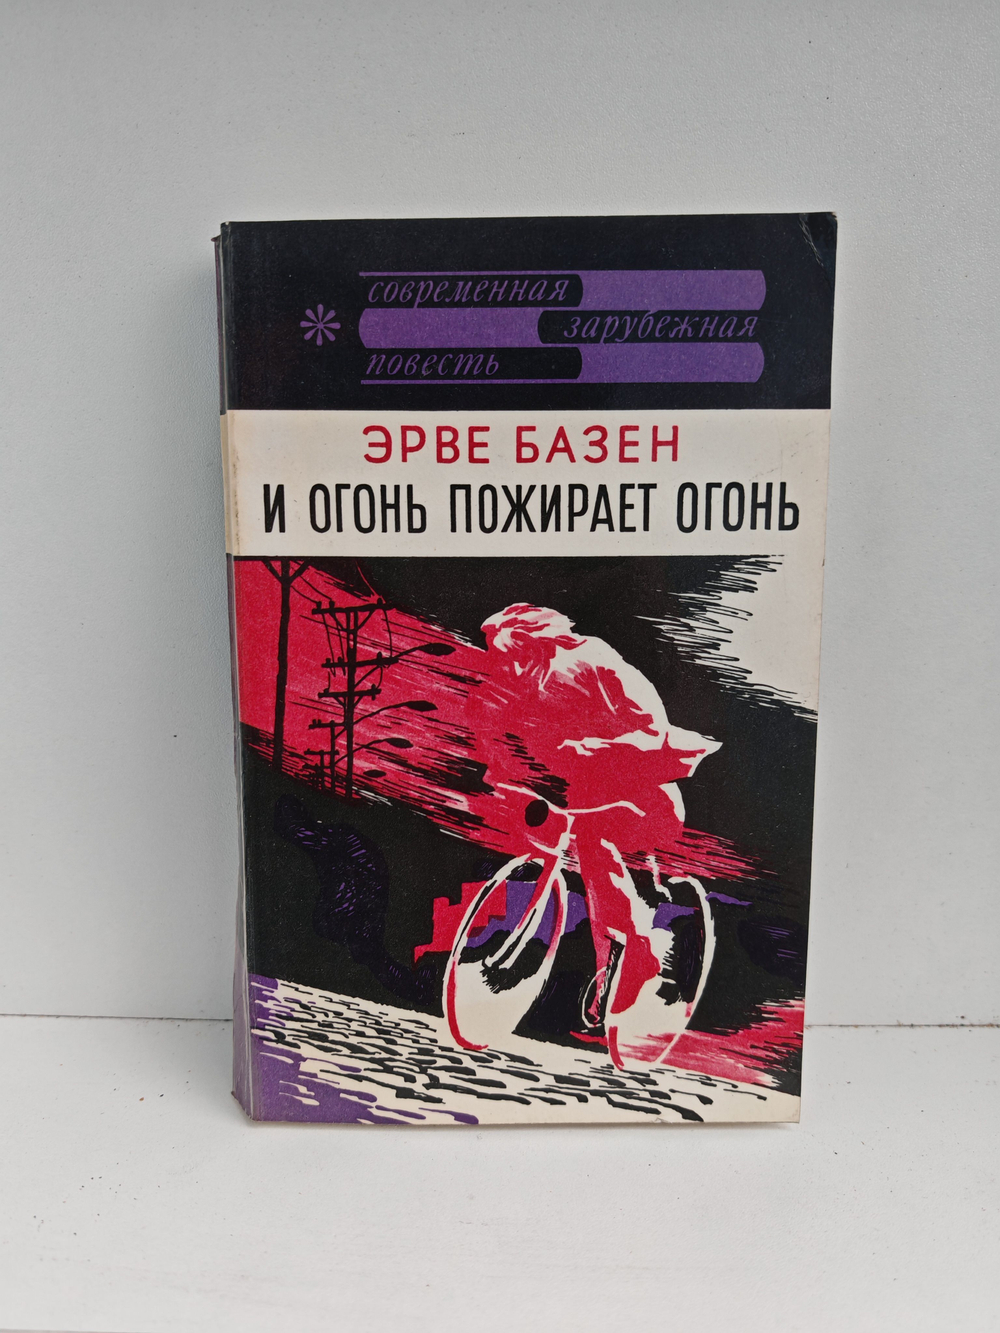 современная
зарубежная
повесть
ЭРВЕ БАЗЕН
И ОГОНЬ ПОЖИРАЕТ ОГОНЬ